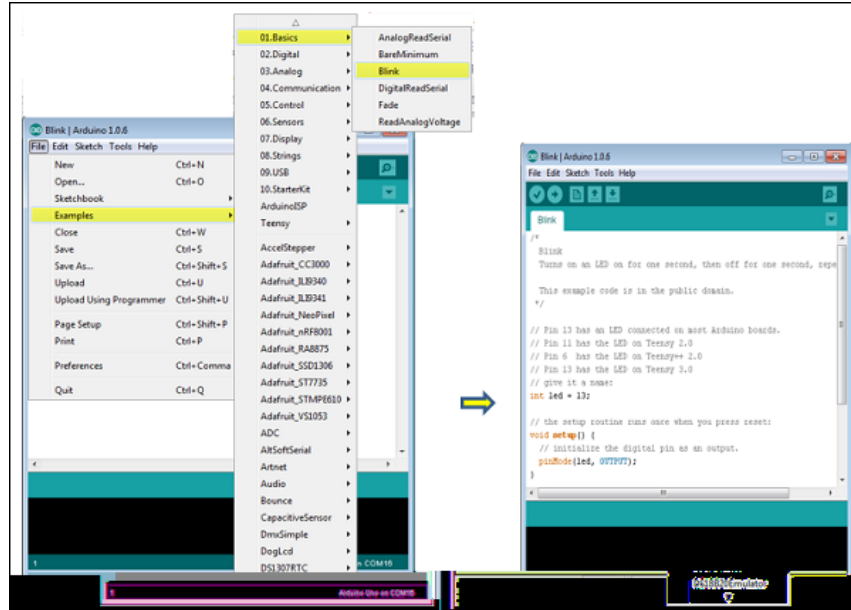 01.Basics
02.Digital
03.Analog
04.Communication
05.Control
06.Sensors
07.Display
08.Strings
09.USB
10.StarterKit
ArduinoISP
Teensy
AccelStepper
Adafruit_CC3000
Adafruit_ILI9340
Adafruit_ILI9341
Adafruit_NeoPixel
Adafruit_nRF8001
Adafruit_RA8875
Adafruit_SSD1306
Adafruit_ST7735
Adafruit_STMPE610
Adafruit_VS1053
ADC
AltSoftSerial
Artnet
Audio
Bounce
CapacitiveSensor
DmxSimple
DogLcd
DS1307RTC
AnalogReadSerial
BareMinimum
Blink
DigitalReadSerial
Fade
ReadAnalogVoltage
Blink | Arduino 1.0.6
File Edit Sketch Tools Help
New Ctrl+N
Open... Ctrl+O
Sketchbook
Examples
Close Ctrl+W
Save Ctrl+S
Save As... Ctrl+Shift+S
Upload Ctrl+U
Upload Using Programmer Ctrl+Shift+U
Page Setup Ctrl+Shift+P
Print Ctrl+P
Preferences Ctrl+Comma
Quit Ctrl+Q
1
n COM16
1 Arduino Uno on COM16
Blink | Arduino 1.0.6
File Edit Sketch Tools Help
Blink
/*
Blink
Turns on an LED on for one second, then off for one second, repe
This example code is in the public domain.
*/
// Pin 13 has an LED connected on most Arduino boards.
// Pin 11 has the LED on Teensy 2.0
// Pin 6 has the LED on Teensy++ 2.0
// Pin 13 has the LED on Teensy 3.0
// give it a name:
int led = 13;
// the setup routine runs once when you press reset:
void setup() {
// initialize the digital pin as an output.
pinMode(led, OUTPUT);
}